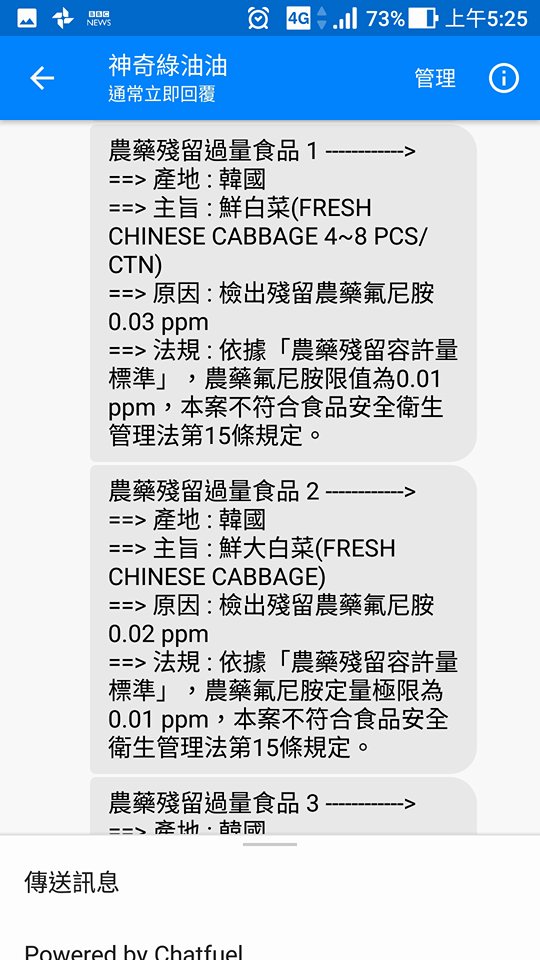 BBC
NEWS
4G
73%
上午5:25
神奇綠油油
通常立即回覆
管理
農藥殘留過量食品 1 ------------>
==> 產地 : 韓國
==> 主旨 : 鮮白菜(FRESH
CHINESE CABBAGE 4~8 PCS/
CTN)
==> 原因 : 檢出殘留農藥氟尼胺
0.03 ppm
==> 法規 : 依據「農藥殘留容許量
標準」，農藥氟尼胺限值為0.01
ppm，本案不符合食品安全衛生
管理法第15條規定。
農藥殘留過量食品 2 ------------>
==> 產地 : 韓國
==> 主旨 : 鮮大白菜(FRESH
CHINESE CABBAGE)
==> 原因 : 檢出殘留農藥氟尼胺
0.02 ppm
==> 法規 : 依據「農藥殘留容許量
標準」，農藥氟尼胺定量極限為
0.01 ppm，本案不符合食品安全
衛生管理法第15條規定。
農藥殘留過量食品 3 ------------>
==> 產地 : 韓國
傳送訊息
Powered by Chatfuel